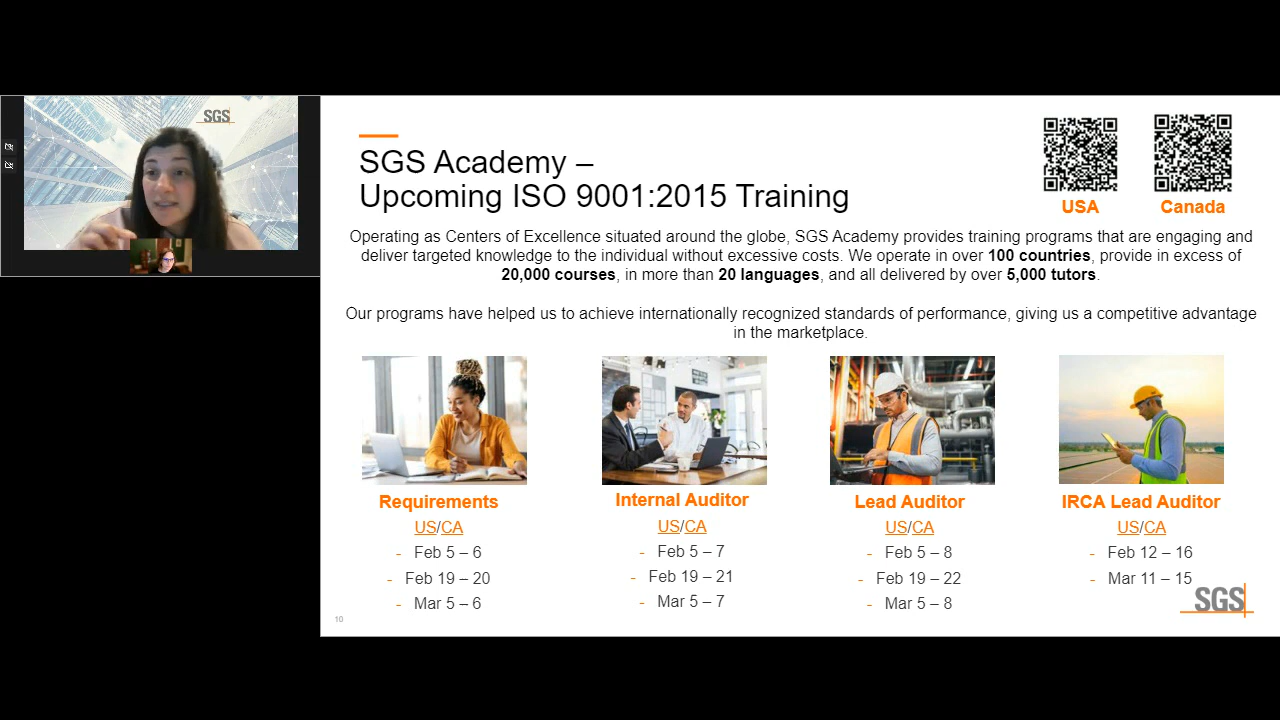 SGS
SGS Academy –
Upcoming ISO 9001:2015 Training
USA
Canada
Operating as Centers of Excellence situated around the globe, SGS Academy provides training programs that are engaging and
deliver targeted knowledge to the individual without excessive costs. We operate in over 100 countries, provide in excess of
20,000 courses, in more than 20 languages, and all delivered by over 5,000 tutors.
Our programs have helped us to achieve internationally recognized standards of performance, giving us a competitive advantage
in the marketplace.
Requirements
US/CA
- Feb 5 – 6
- Feb 19 – 20
- Mar 5 – 6
Internal Auditor
US/CA
- Feb 5 – 7
- Feb 19 – 21
- Mar 5 – 7
Lead Auditor
US/CA
- Feb 5 – 8
- Feb 19 – 22
- Mar 5 – 8
IRCA Lead Auditor
US/CA
- Feb 12 – 16
- Mar 11 – 15
SGS
10